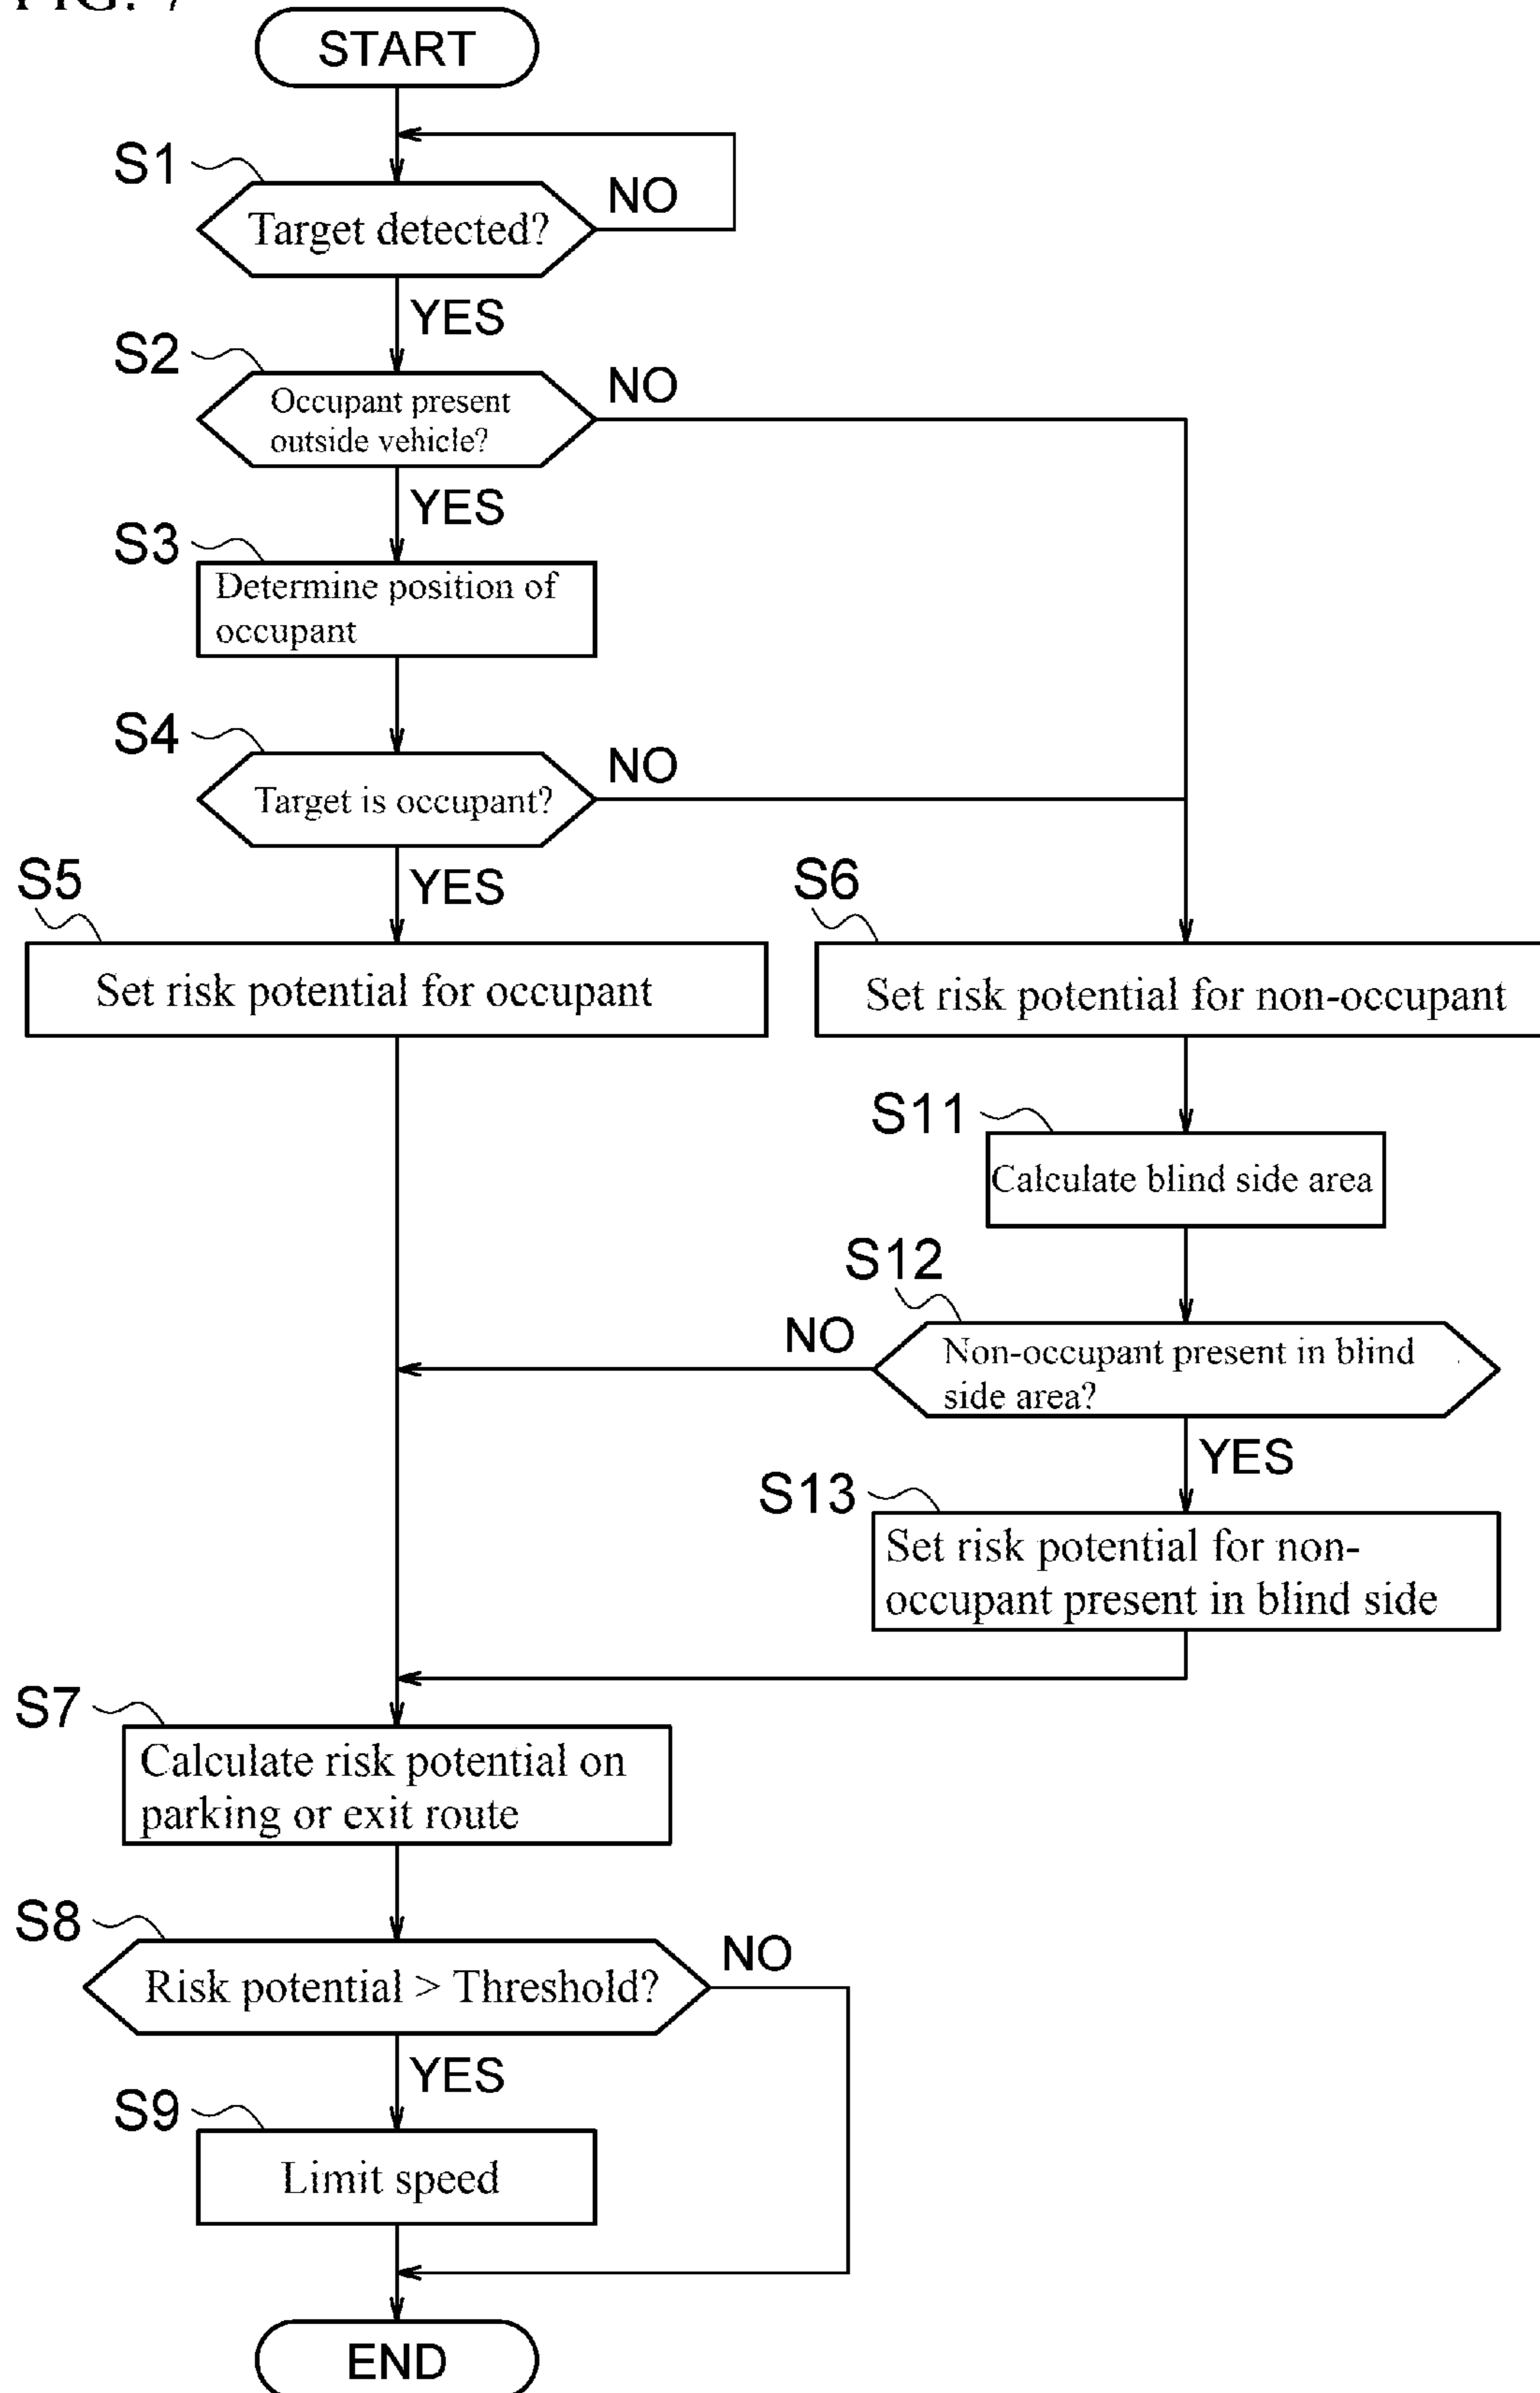 FIG. 7
START
S1
Target detected?
NO
YES
S2
Occupant present
outside vehicle?
NO
YES
S3
Determine position of
occupant
S4
Target is occupant?
NO
YES
S5
Set risk potential for occupant
S6
Set risk potential for non-occupant
S11
Calculate blind side area
S12
NO
Non-occupant present in blind
side area?
YES
S13
Set risk potential for non-
occupant present in blind side
S7
Calculate risk potential on
parking or exit route
S8
Risk potential > Threshold?
NO
YES
S9
Limit speed
END